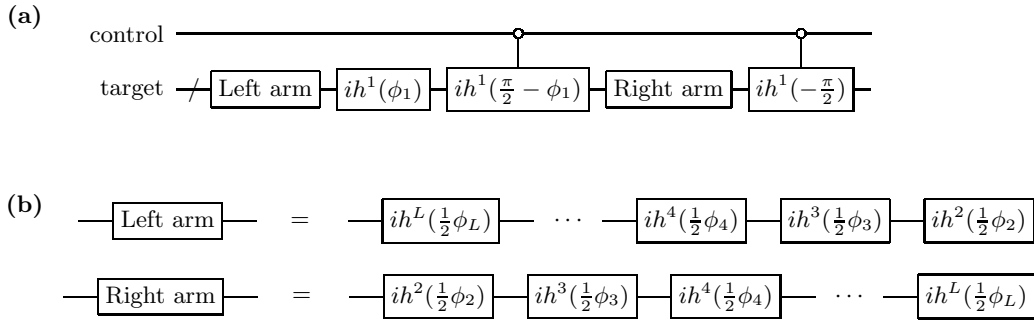 (a)
control
target Left arm ih¹(ϕ₁) ih¹(π/2 − ϕ₁) Right arm ih¹(−π/2)
(b)
Left arm = ihᴸ(½ϕ_L) ⋯ ih⁴(½ϕ₄) ih³(½ϕ₃) ih²(½ϕ₂)
Right arm = ih²(½ϕ₂) ih³(½ϕ₃) ih⁴(½ϕ₄) ⋯ ihᴸ(½ϕ_L)